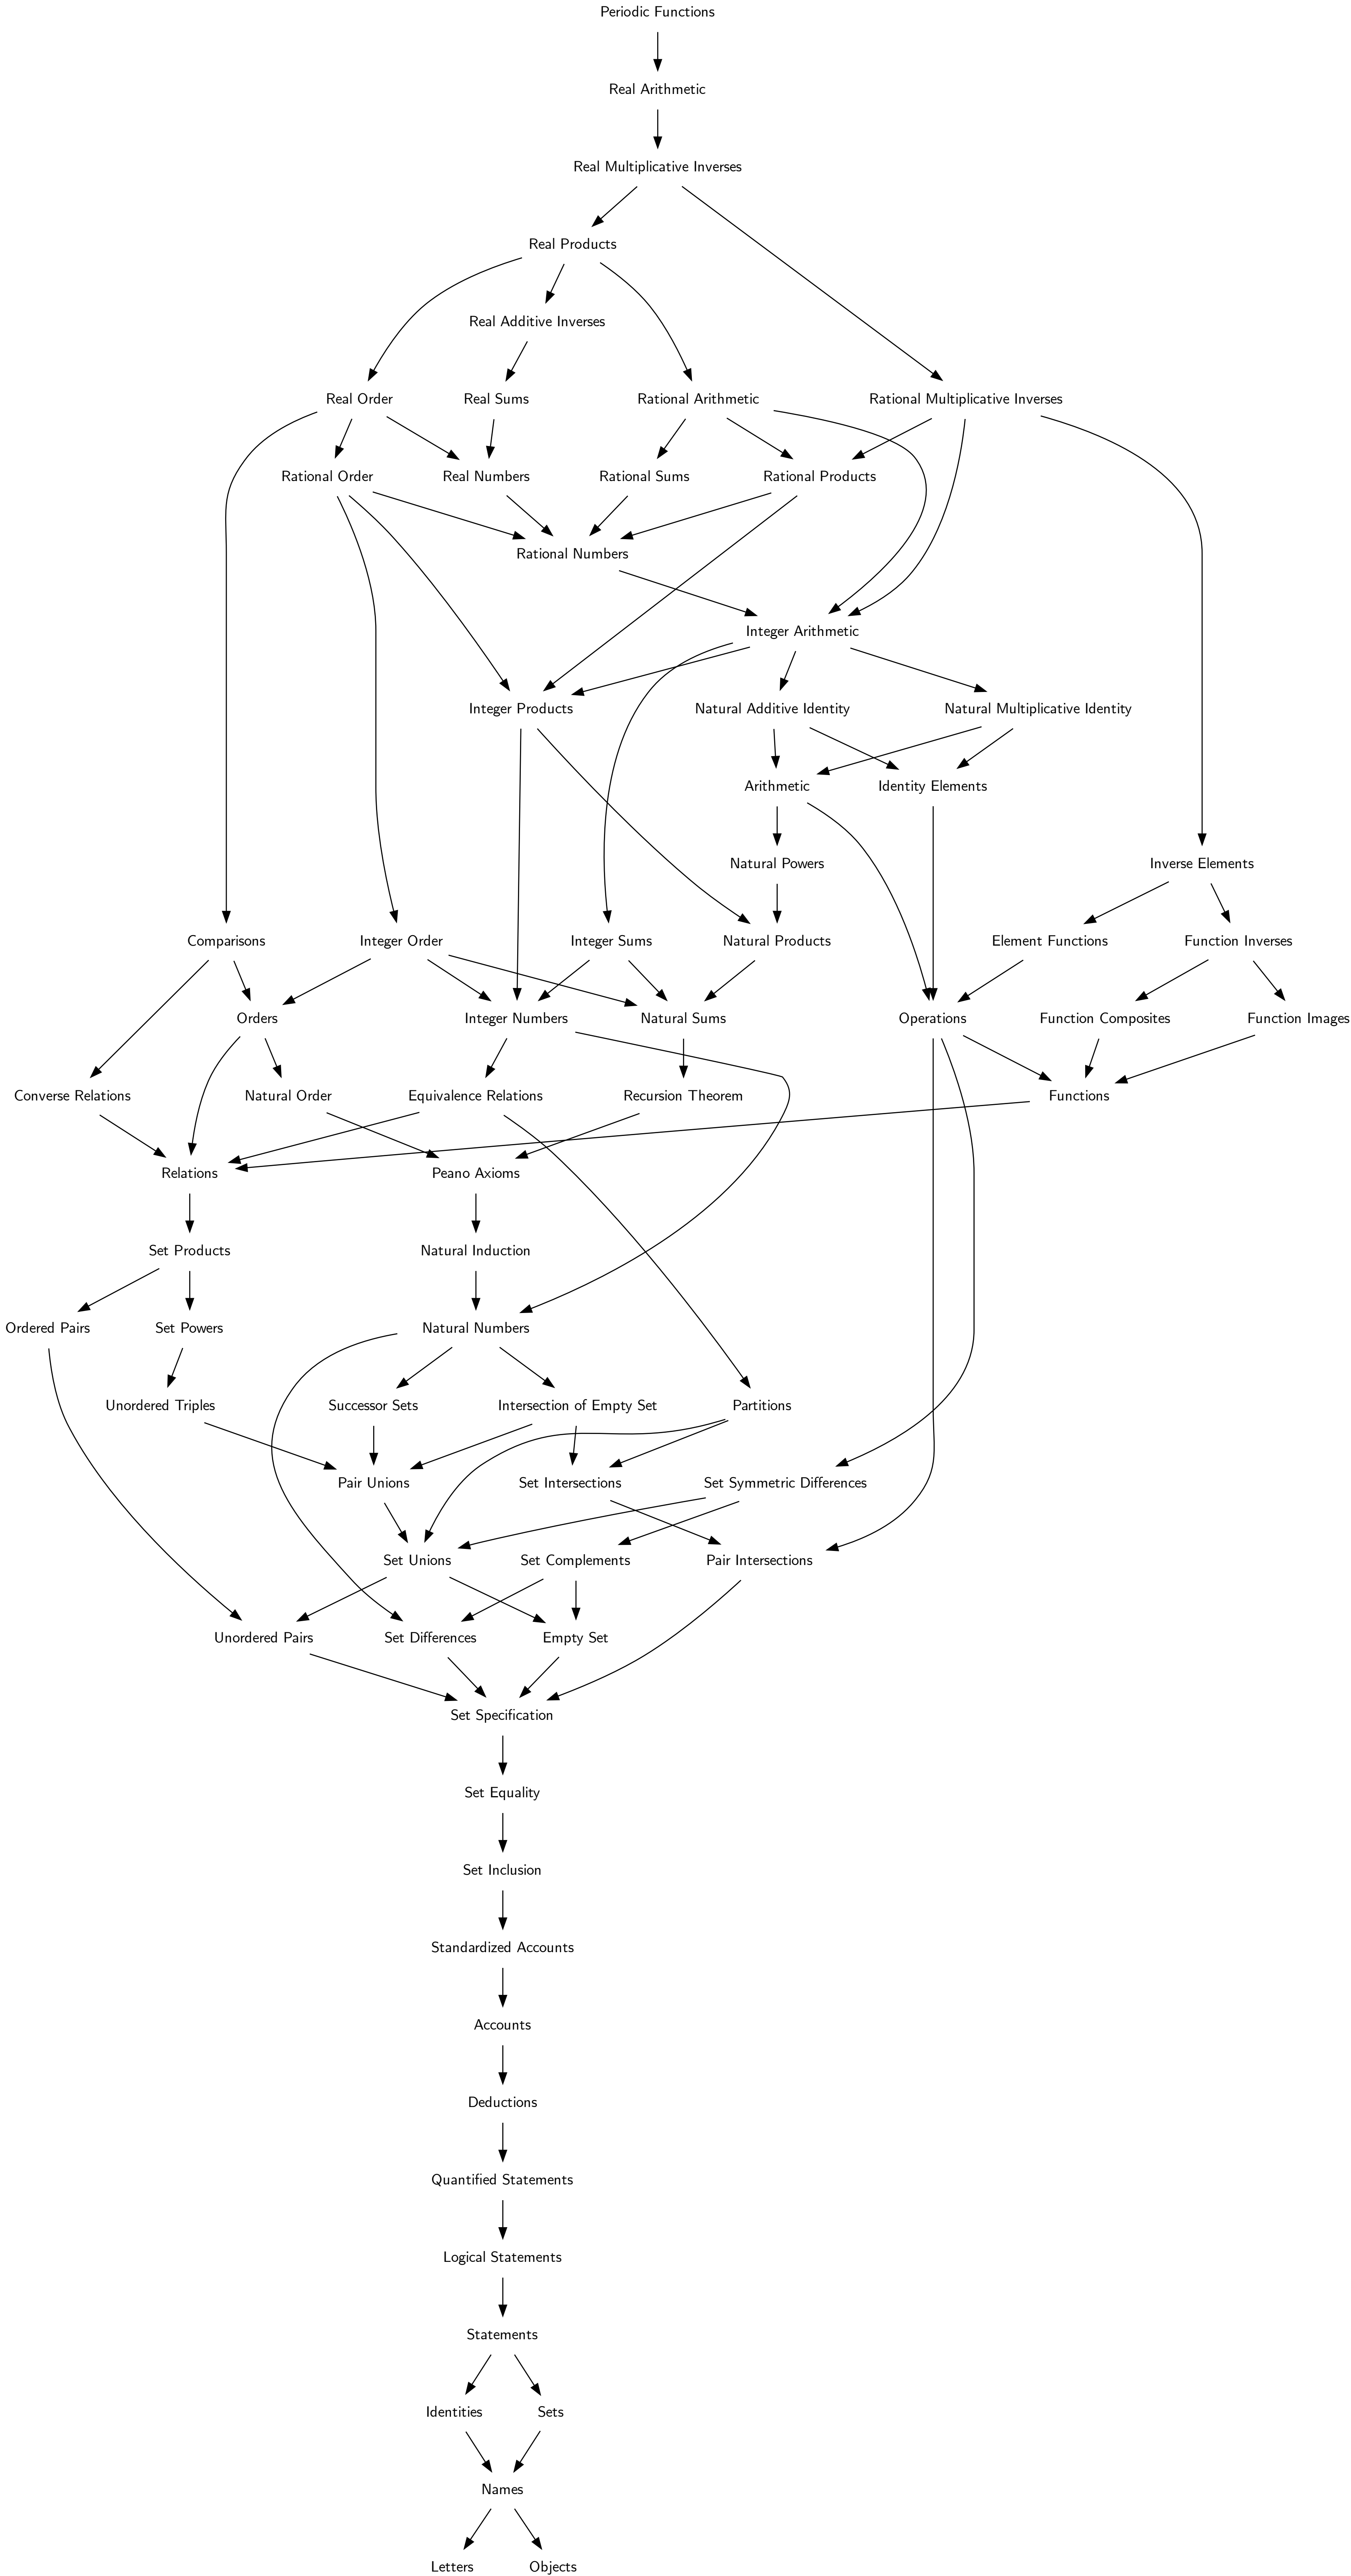 Periodic Functions
Real Arithmetic
Real Multiplicative Inverses
Real Products
Real Additive Inverses
Real Order
Real Sums
Rational Arithmetic
Rational Multiplicative Inverses
Rational Order
Real Numbers
Rational Sums
Rational Products
Rational Numbers
Integer Arithmetic
Integer Products
Natural Additive Identity
Natural Multiplicative Identity
Arithmetic
Identity Elements
Natural Powers
Inverse Elements
Comparisons
Integer Order
Integer Sums
Natural Products
Element Functions
Function Inverses
Orders
Integer Numbers
Natural Sums
Operations
Function Composites
Function Images
Converse Relations
Natural Order
Equivalence Relations
Recursion Theorem
Functions
Relations
Peano Axioms
Set Products
Natural Induction
Ordered Pairs
Set Powers
Natural Numbers
Unordered Triples
Successor Sets
Intersection of Empty Set
Partitions
Pair Unions
Set Intersections
Set Symmetric Differences
Set Unions
Set Complements
Pair Intersections
Unordered Pairs
Set Differences
Empty Set
Set Specification
Set Equality
Set Inclusion
Standardized Accounts
Accounts
Deductions
Quantified Statements
Logical Statements
Statements
Identities
Sets
Names
Letters
Objects